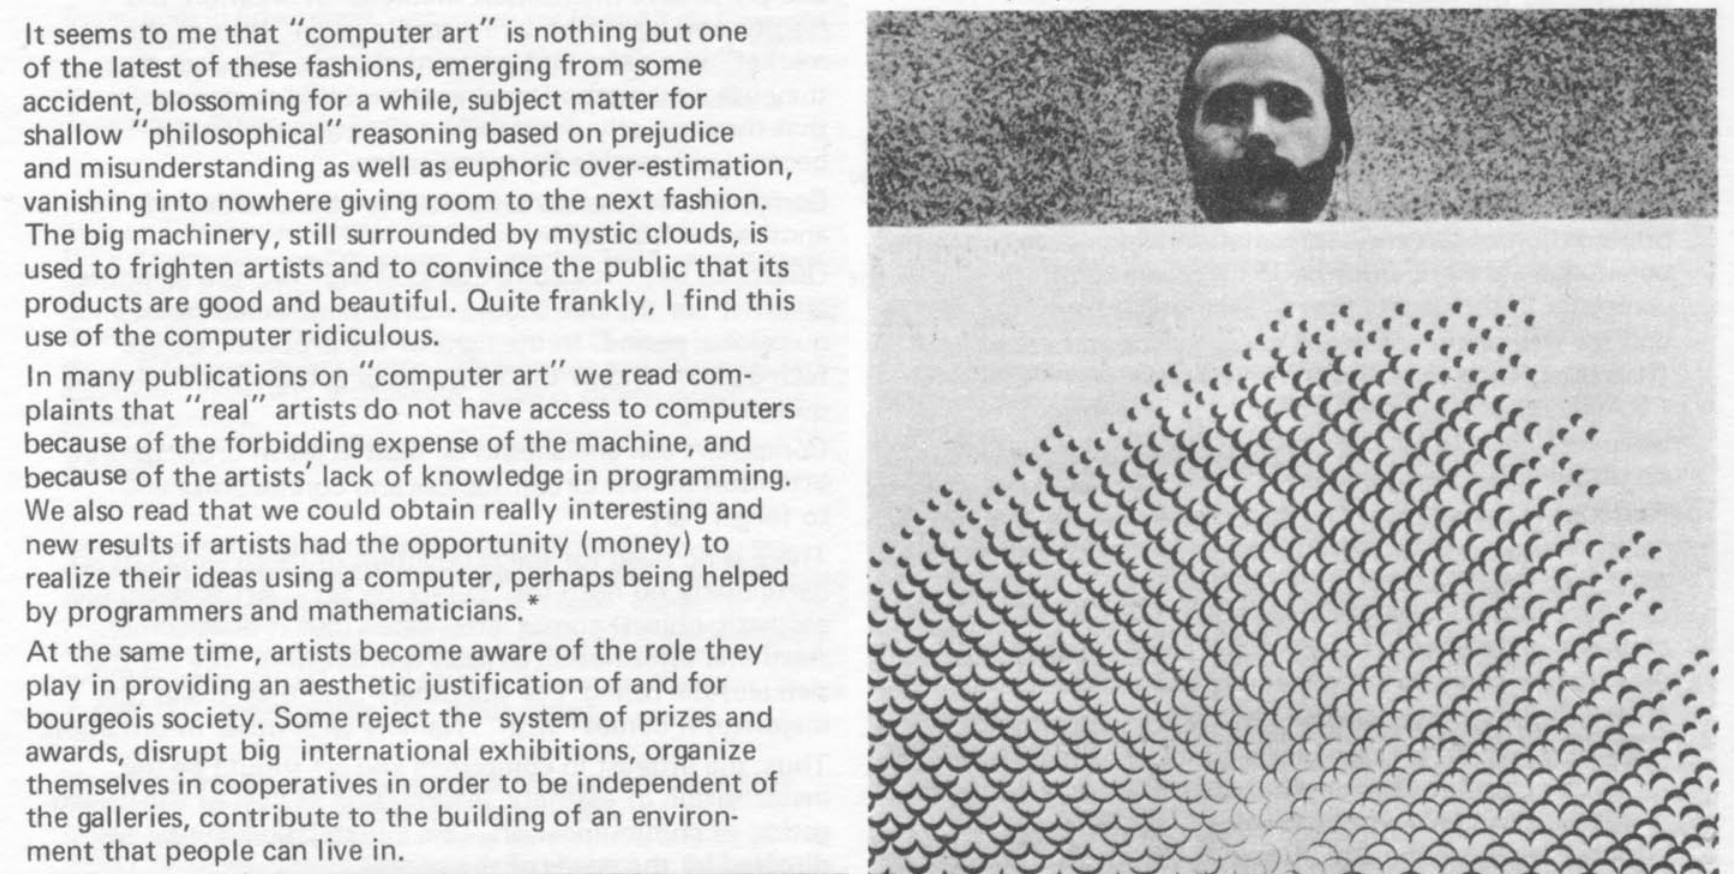 It seems to me that "computer art" is nothing but one
of the latest of these fashions, emerging from some
accident, blossoming for a while, subject matter for
shallow "philosophical" reasoning based on prejudice
and misunderstanding as well as euphoric over-estimation,
vanishing into nowhere giving room to the next fashion.
The big machinery, still surrounded by mystic clouds, is
used to frighten artists and to convince the public that its
products are good and beautiful. Quite frankly, I find this
use of the computer ridiculous.
In many publications on "computer art" we read com-
plaints that "real" artists do not have access to computers
because of the forbidding expense of the machine, and
because of the artists' lack of knowledge in programming.
We also read that we could obtain really interesting and
new results if artists had the opportunity (money) to
realize their ideas using a computer, perhaps being helped
by programmers and mathematicians.*
At the same time, artists become aware of the role they
play in providing an aesthetic justification of and for
bourgeois society. Some reject the system of prizes and
awards, disrupt big international exhibitions, organize
themselves in cooperatives in order to be independent of
the galleries, contribute to the building of an environ-
ment that people can live in.